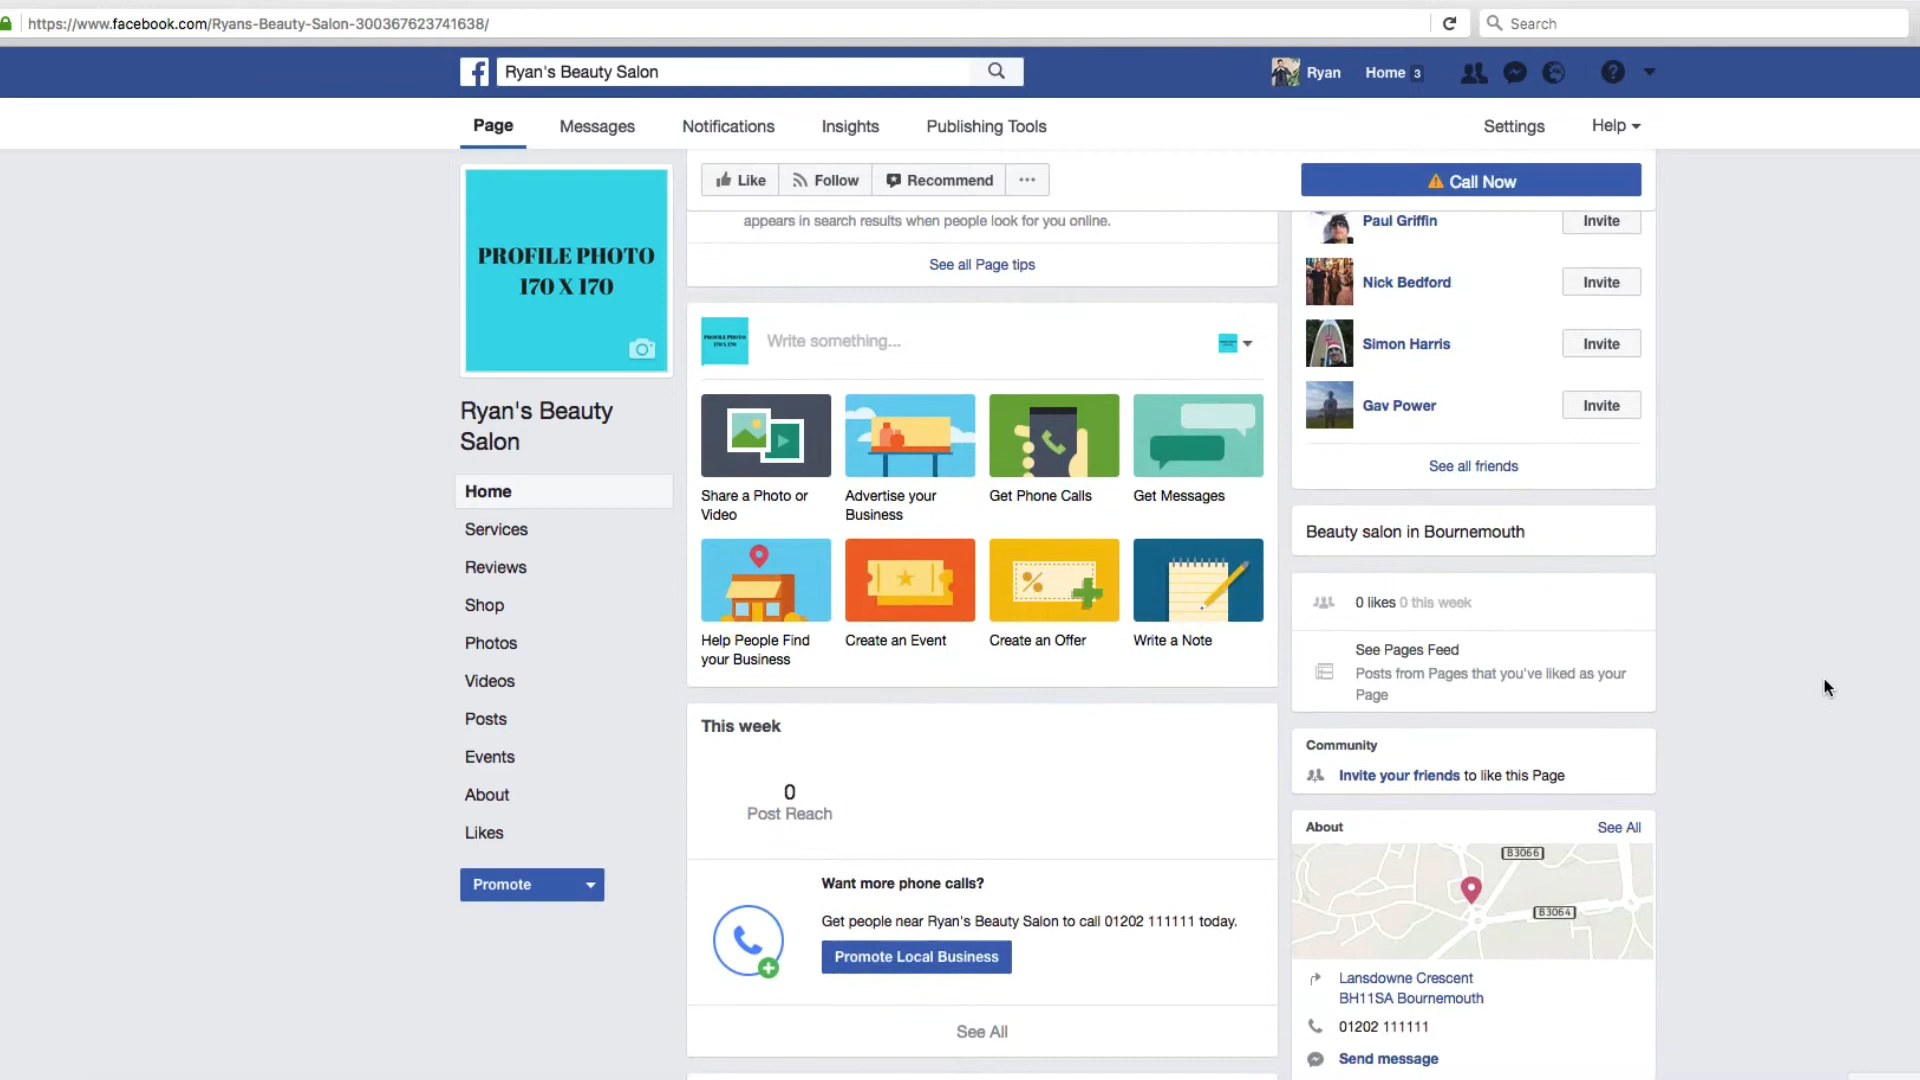 https://www.facebook.com/Ryans-Beauty-Salon-300367623741638/
Search
Ryan's Beauty Salon
Ryan
Home 3
Page
Messages
Notifications
Insights
Publishing Tools
Settings
Help
PROFILE PHOTO
170 X 170
Ryan's Beauty
Salon
Home
Services
Reviews
Shop
Photos
Videos
Posts
Events
About
Likes
Promote
Like
Follow
Recommend
Call Now
appears in search results when people look for you online.
See all Page tips
PROFILE PHOTO
170 X 170
Write something...
Share a Photo or
Video
Advertise your
Business
Get Phone Calls
Get Messages
Help People Find
your Business
Create an Event
Create an Offer
Write a Note
This week
0
Post Reach
Want more phone calls?
Get people near Ryan's Beauty Salon to call 01202 111111 today.
Promote Local Business
See All
Paul Griffin
Invite
Nick Bedford
Invite
Simon Harris
Invite
Gav Power
Invite
See all friends
Beauty salon in Bournemouth
0 likes 0 this week
See Pages Feed
Posts from Pages that you've liked as your
Page
Community
Invite your friends to like this Page
About
See All
B3066
B3064
Lansdowne Crescent
BH11SA Bournemouth
01202 111111
Send message